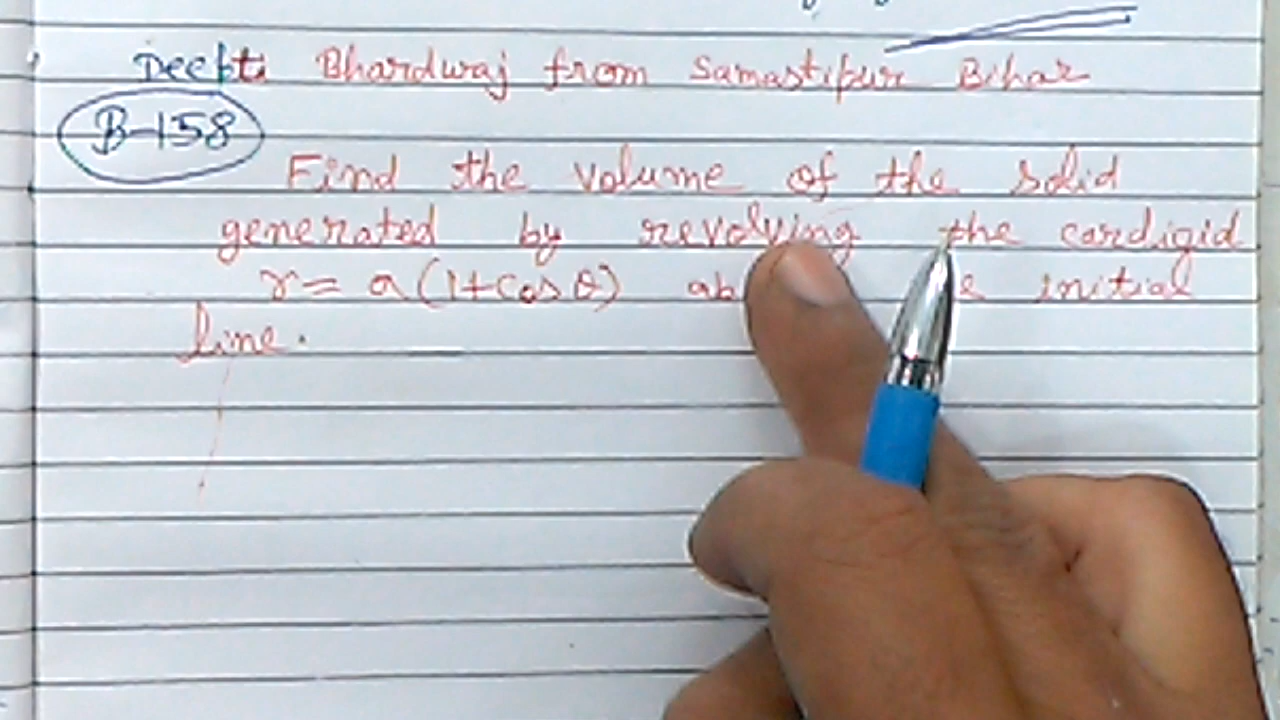 Deepti Bhardwaj from Samastipur Bihar
B-158
Find the volume of the solid
generated by revolving the cardioid
r = a(1+cosθ) ab e initial
line.